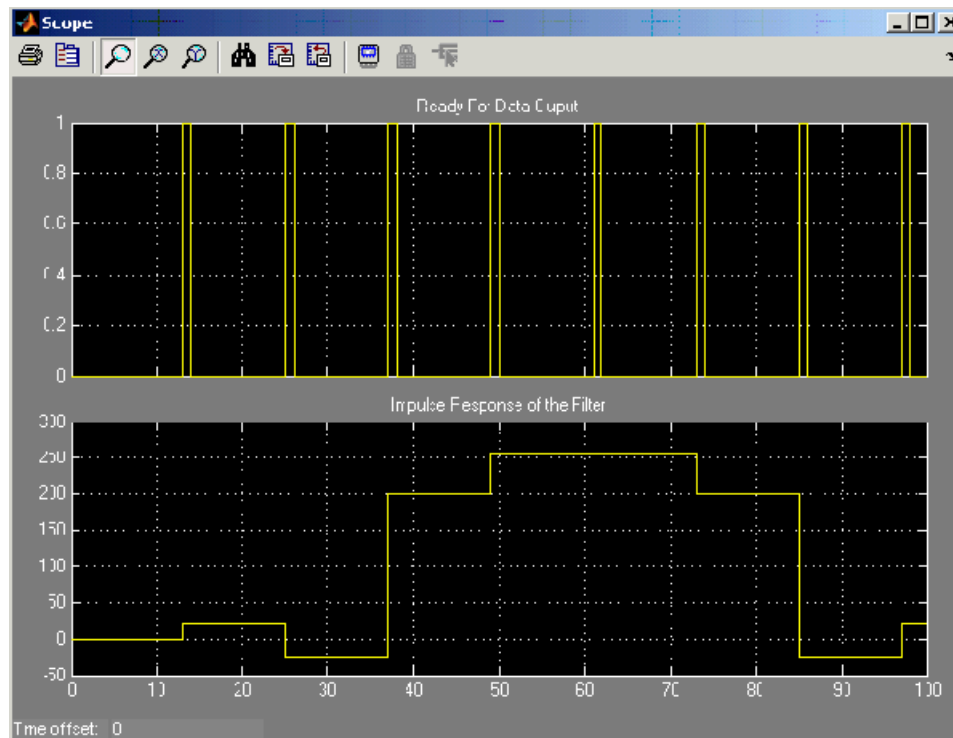 Scope
Ready For Data Ouput
1
0.8
0.6
0.4
0.2
0
Impulse Response of the Filter
300
250
200
150
100
50
0
-50
0 10 20 30 40 50 60 70 80 90 100
Time offset: 0